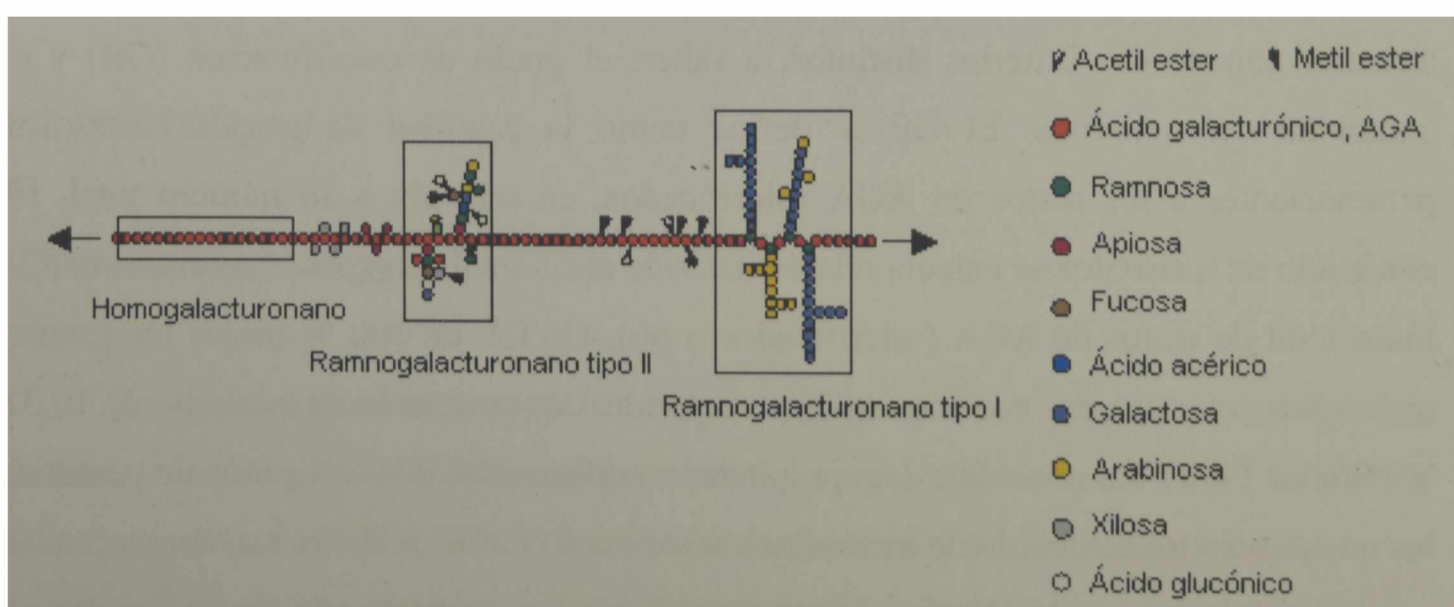 Acetil ester Metil ester
Ácido galacturónico, AGA
Ramnosa
Apiosa
Fucosa
Ácido acérico
Galactosa
Arabinosa
Xilosa
Ácido glucónico
Homogalacturonano
Ramnogalacturonano tipo II
Ramnogalacturonano tipo I